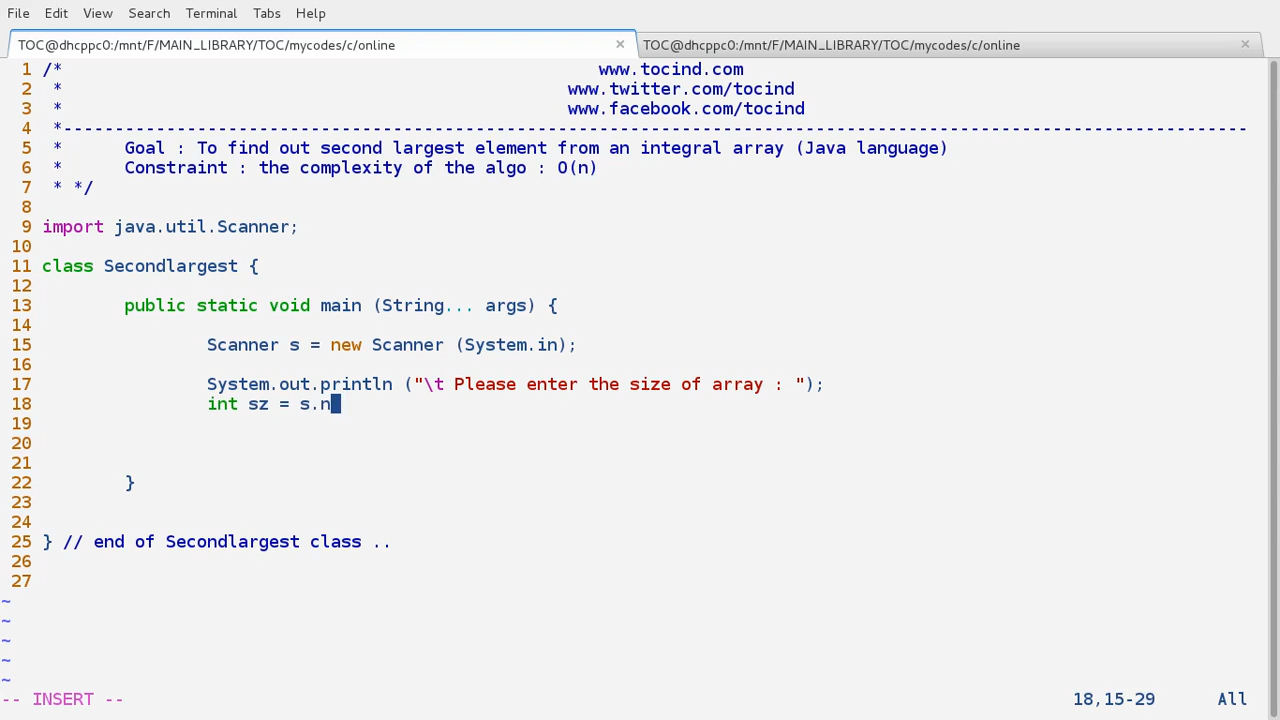 File Edit View Search Terminal Tabs Help
TOC@dhcppc0:/mnt/F/MAIN_LIBRARY/TOC/mycodes/c/online × TOC@dhcppc0:/mnt/F/MAIN_LIBRARY/TOC/mycodes/c/online ×
1 /* www.tocind.com
2 * www.twitter.com/tocind
3 * www.facebook.com/tocind
4 *-------------------------------------------------------------------------------------------------------------------
5 * Goal : To find out second largest element from an integral array (Java language)
6 * Constraint : the complexity of the algo : O(n)
7 * */
8
9 import java.util.Scanner;
10
11 class Secondlargest {
12
13 public static void main (String... args) {
14
15 Scanner s = new Scanner (System.in);
16
17 System.out.println ("\t Please enter the size of array : ");
18 int sz = s.n
19
20
21
22 }
23
24
25 } // end of Secondlargest class ..
26
27
~
~
~
~
~
-- INSERT -- 18,15-29 All